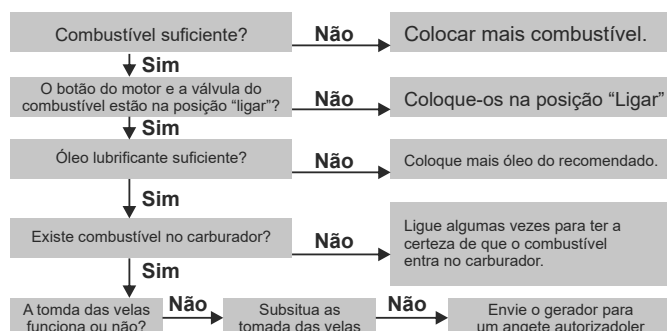 Combustível suficiente?
Não
Colocar mais combustível.
Sim
O botão do motor e a válvula do
combustível estão na posição “ligar”?
Não
Coloque-os na posição “Ligar”
Sim
Óleo lubrificante suficiente?
Não
Coloque mais óleo do recomendado.
Sim
Existe combustível no carburador?
Não
Ligue algumas vezes para ter a
certeza de que o combustível
entra no carburador.
Sim
A tomda das velas
funciona ou não?
Não
Subsitua as
tomada das velas
Não
Envie o gerador para
um angete autorizadoler